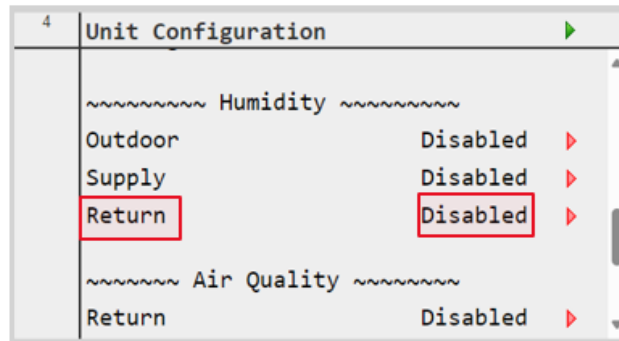 4
Unit Configuration
~~~~~~~~~ Humidity ~~~~~~~~~
Outdoor Disabled
Supply Disabled
Return Disabled
~~~~~~~ Air Quality ~~~~~~~~
Return Disabled